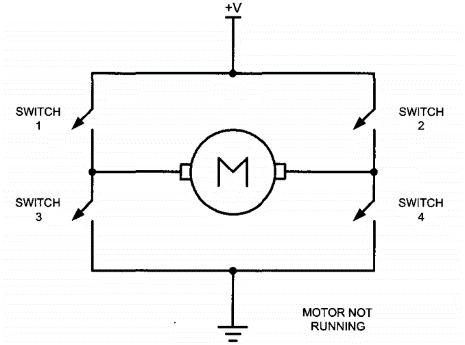 +V
SWITCH
1
SWITCH
2
M
SWITCH
3
SWITCH
4
MOTOR NOT
RUNNING